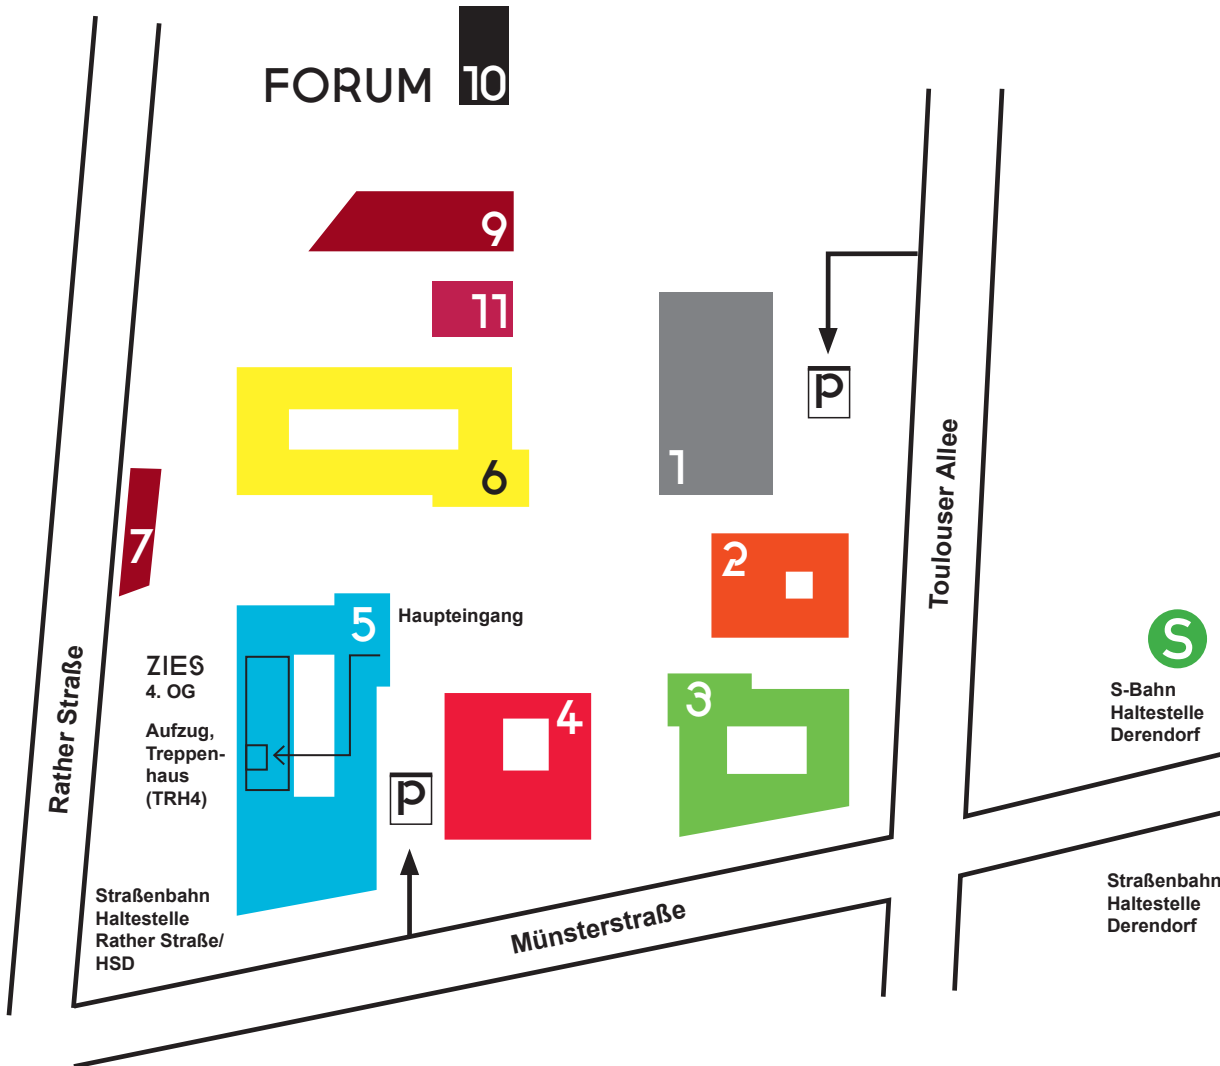 FORUM
10
9
11
6
1
P
7
2
5
Haupteingang
ZIES
4. OG
Aufzug,
Treppen-
haus
(TRH4)
4
3
P
Rather Straße
Toulouser Allee
Münsterstraße
S
S-Bahn
Haltestelle
Derendorf
Straßenbahn
Haltestelle
Rather Straße/
HSD
Straßenbahn
Haltestelle
Derendorf